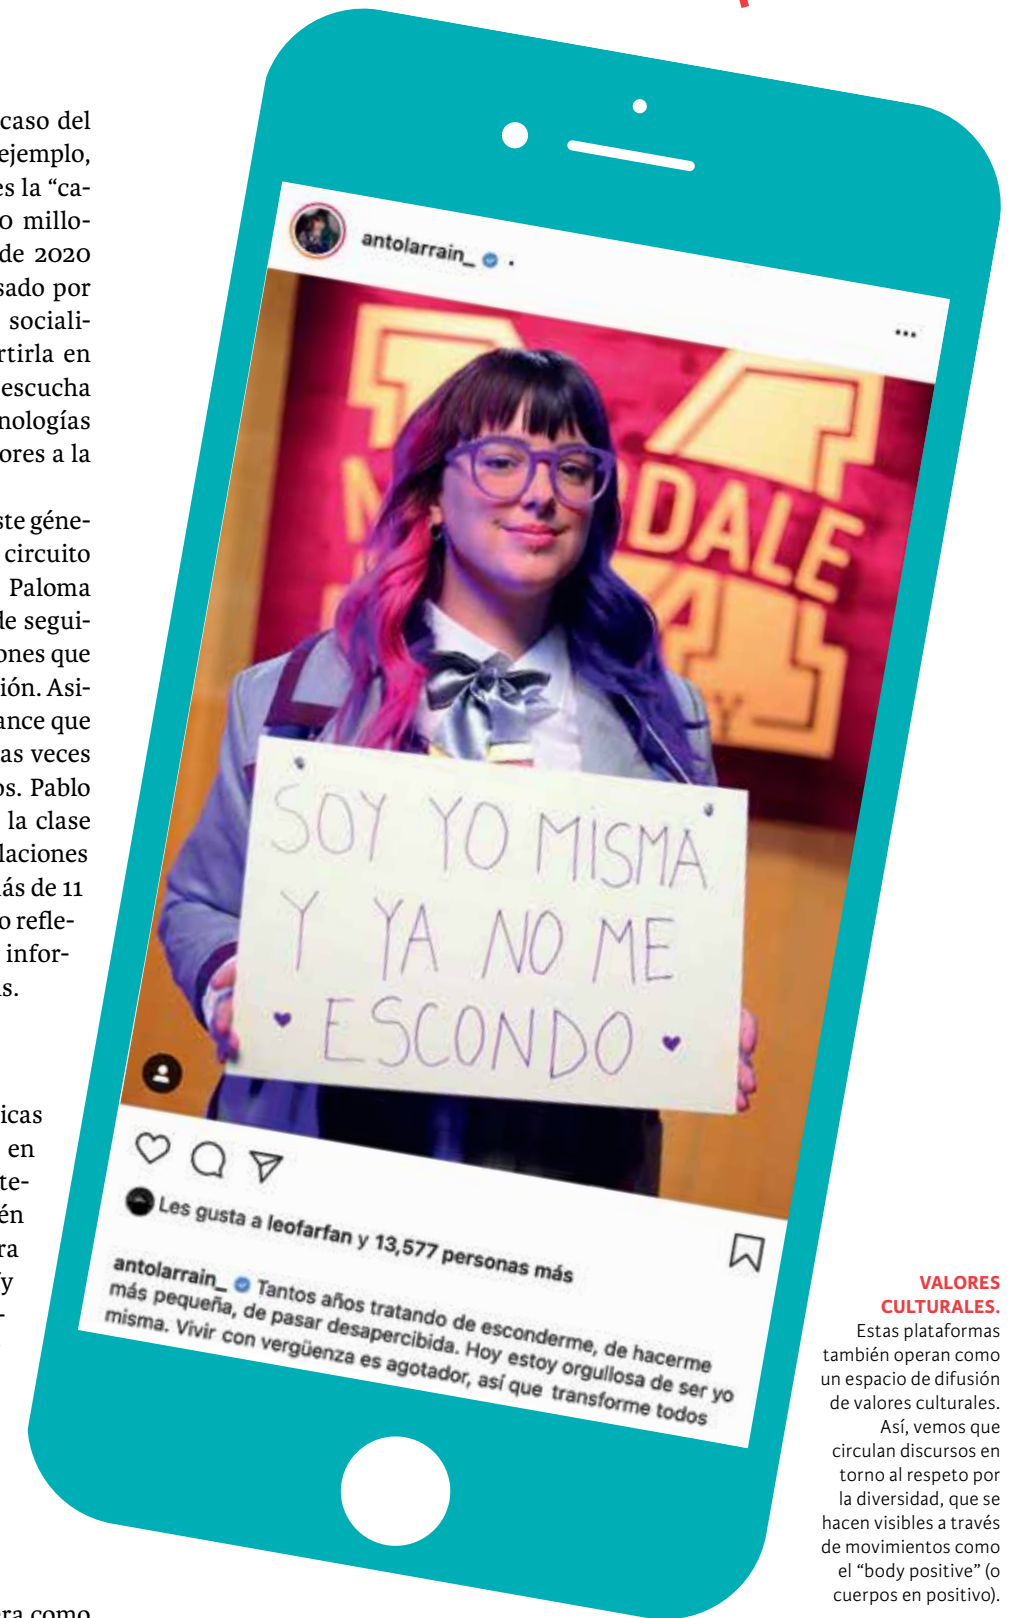 caso del
ejemplo,
es la “ca-
0 millo-
de 2020
sado por
sociali-
rtirla en
escucha
nologías
ores a la
ste géne-
circuito
Paloma
de segui-
ones que
ión. Asi-
ance que
as veces
os. Pablo
la clase
laciones
más de 11
o refle-
infor-
s.
icas
en
te-
én
ra
y
-
era como
antolarrain_
DALE
SOY YO MISMA
Y YA NO ME
ESCONDO
Les gusta a leofarfan y 13,577 personas más
antolarrain_ Tantos años tratando de esconderme, de hacerme
más pequeña, de pasar desapercibida. Hoy estoy orgullosa de ser yo
misma. Vivir con vergüenza es agotador, así que transforme todos
VALORES
CULTURALES.
Estas plataformas
también operan como
un espacio de difusión
de valores culturales.
Así, vemos que
circulan discursos en
torno al respeto por
la diversidad, que se
hacen visibles a través
de movimientos como
el “body positive” (o
cuerpos en positivo).